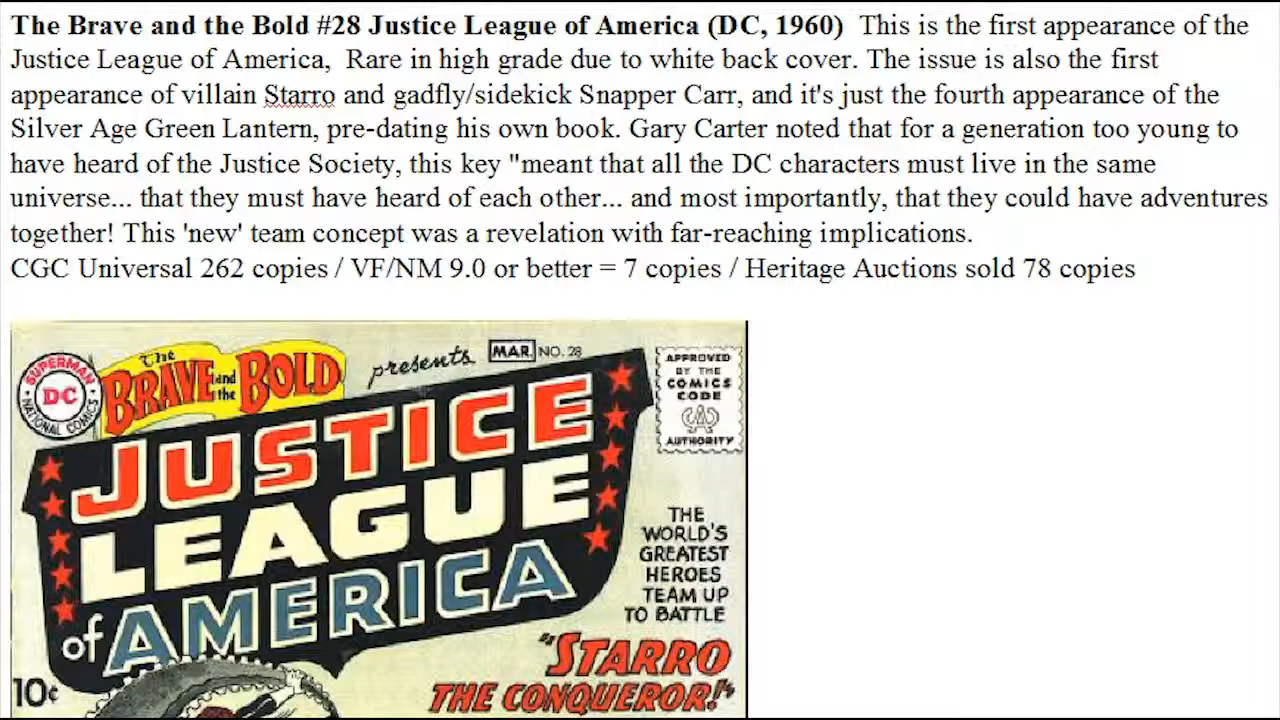 The Brave and the Bold #28 Justice League of America (DC, 1960)  This is the first appearance of the
Justice League of America,  Rare in high grade due to white back cover. The issue is also the first
appearance of villain Starro and gadfly/sidekick Snapper Carr, and it's just the fourth appearance of the
Silver Age Green Lantern, pre-dating his own book. Gary Carter noted that for a generation too young to
have heard of the Justice Society, this key "meant that all the DC characters must live in the same
universe... that they must have heard of each other... and most importantly, that they could have adventures
together! This 'new' team concept was a revelation with far-reaching implications.
CGC Universal 262 copies / VF/NM 9.0 or better = 7 copies / Heritage Auctions sold 78 copies
SUPERMAN
DC
NATIONAL COMICS
The
BRAVE and the BOLD
presents
MAR. NO. 28
APPROVED
BY THE
COMICS
CODE
CA
AUTHORITY
JUSTICE
LEAGUE
of AMERICA
THE
WORLD'S
GREATEST
HEROES
TEAM UP
TO BATTLE
"STARRO
THE CONQUEROR!"
10¢